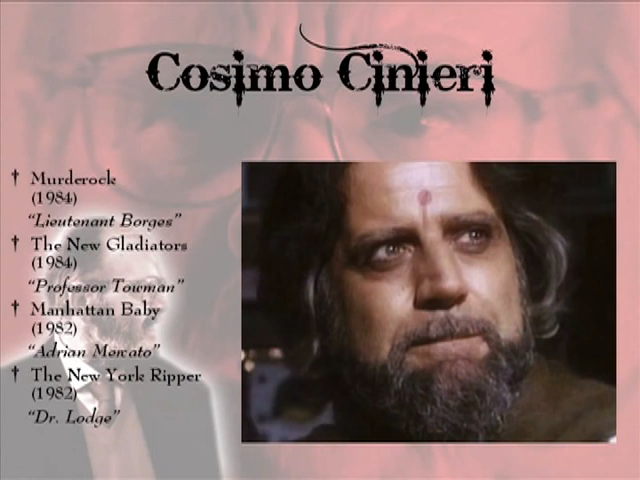 Cosimo Cinieri
† Murderock
(1984)
"Lieutenant Borges"
† The New Gladiators
(1984)
"Professor Towman"
† Manhattan Baby
(1982)
"Adrian Mercato"
† The New York Ripper
(1982)
"Dr. Lodge"